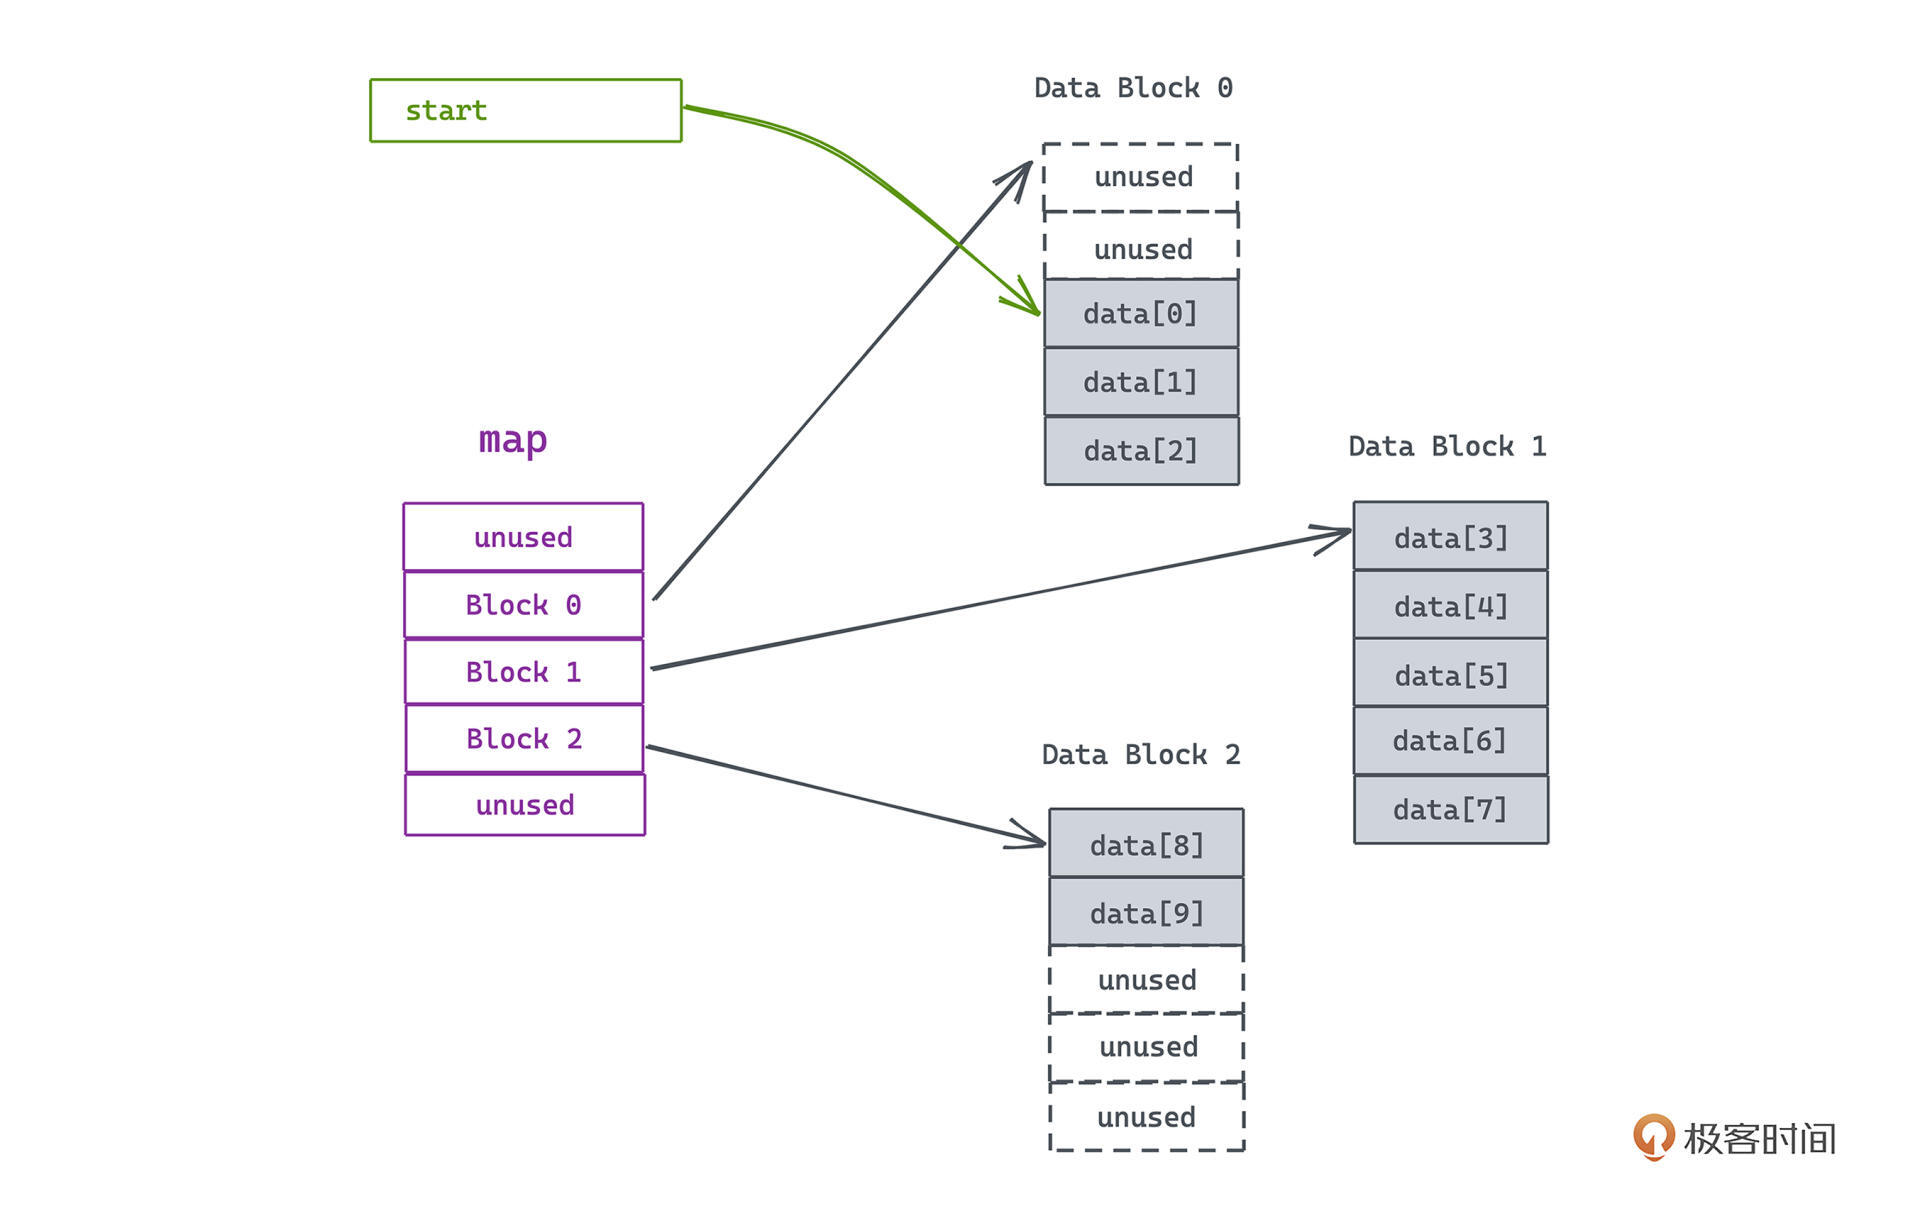 start
Data Block 0
unused
unused
data[0]
data[1]
data[2]
map
unused
Block 0
Block 1
Block 2
unused
Data Block 1
data[3]
data[4]
data[5]
data[6]
data[7]
Data Block 2
data[8]
data[9]
unused
unused
unused
极客时间